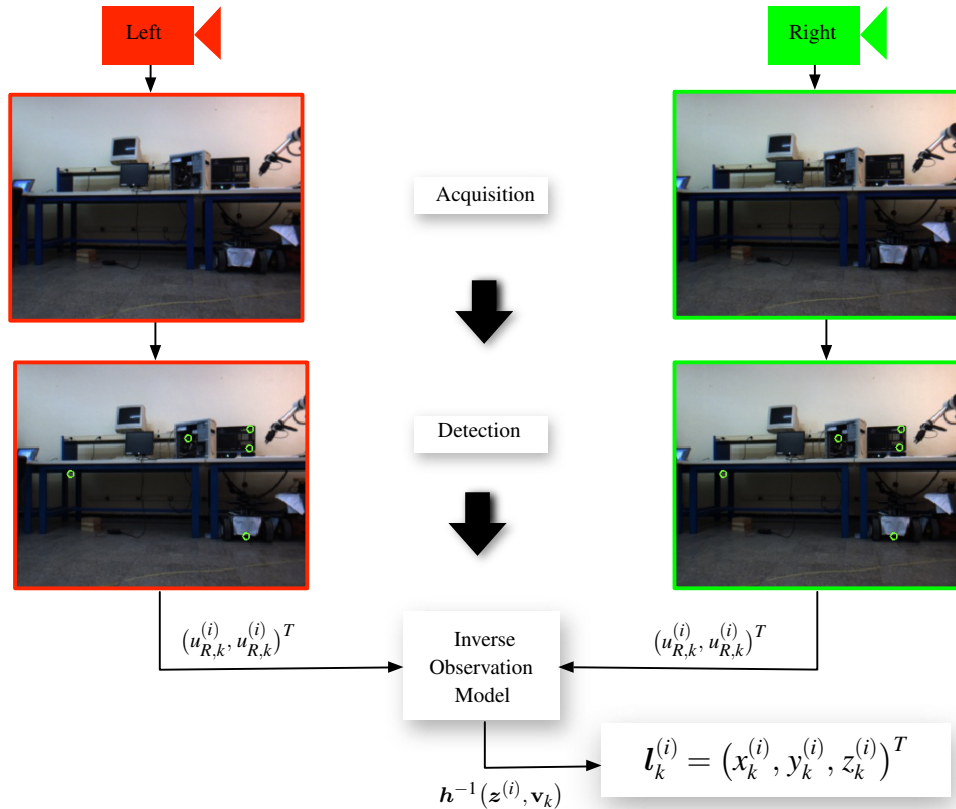 Left
Right
Acquisition
Detection
(u_{R,k}^{(i)}, u_{R,k}^{(i)})^T
Inverse
Observation
Model
(u_{R,k}^{(i)}, u_{R,k}^{(i)})^T
l_k^{(i)} = (x_k^{(i)}, y_k^{(i)}, z_k^{(i)})^T
h^{-1}(z^{(i)}, v_k)